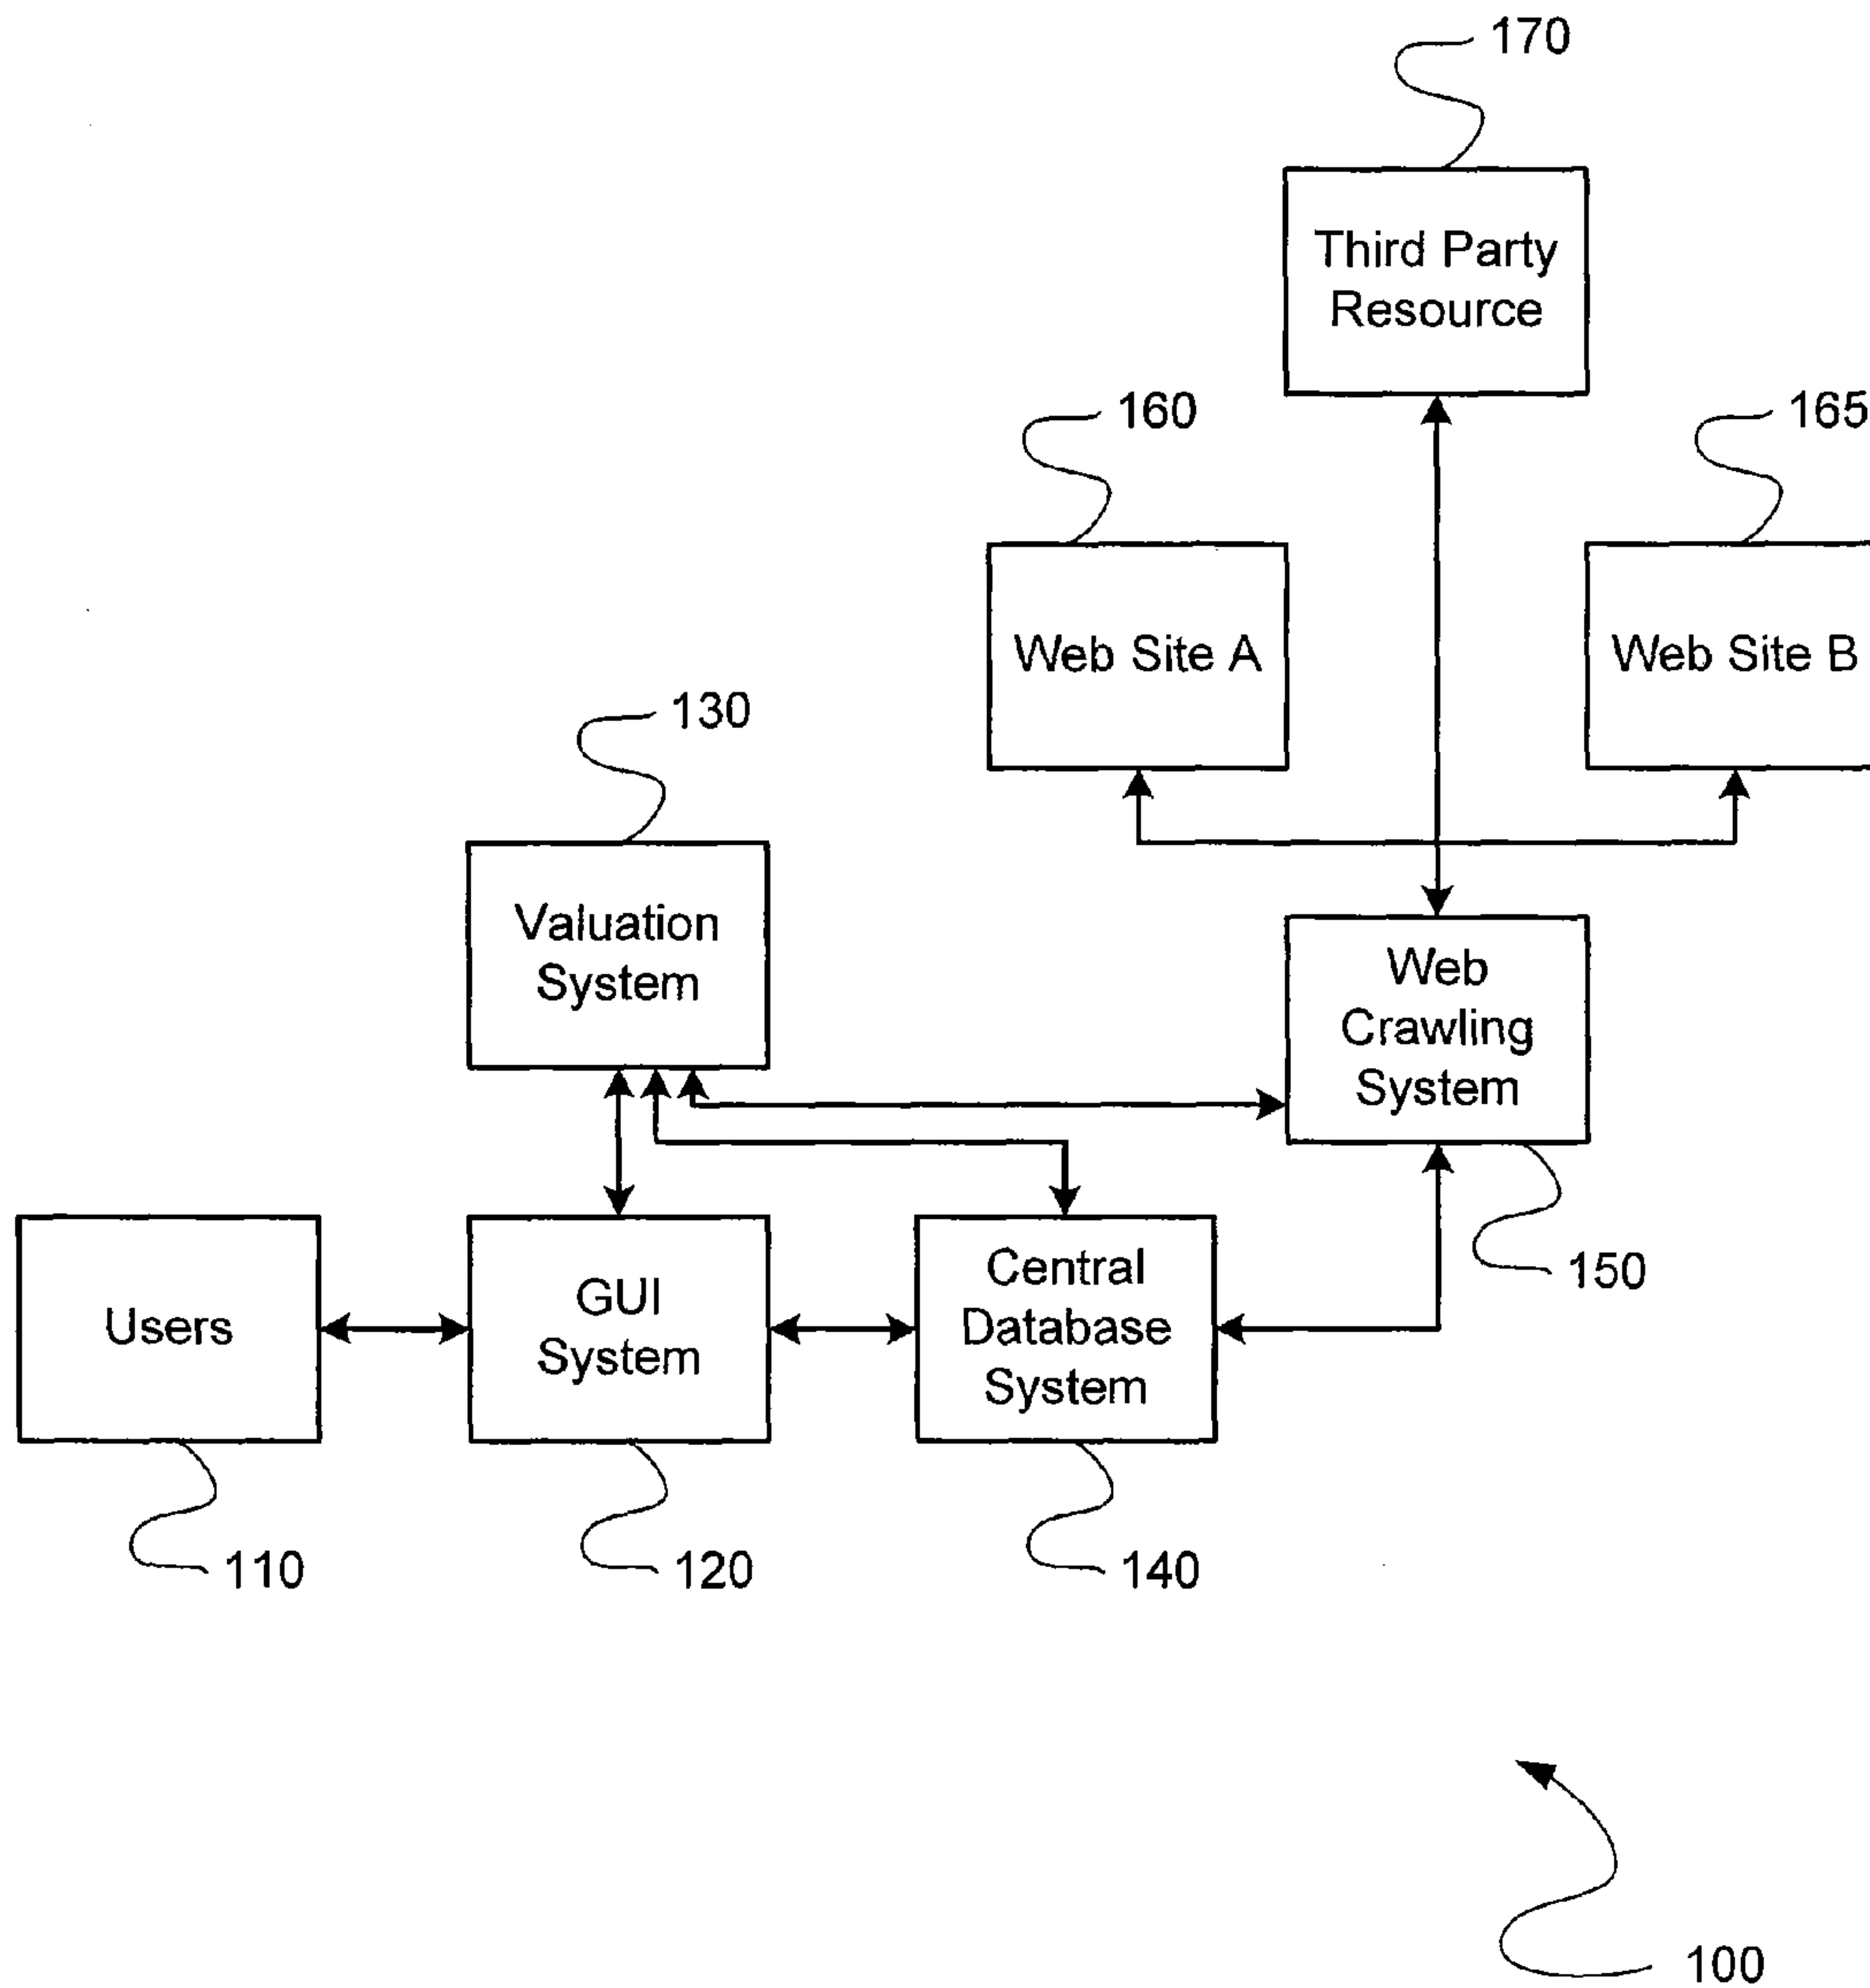 170
Third Party
Resource
160
165
Web Site A
Web Site B
130
Valuation
System
Web
Crawling
System
150
Users
GUI
System
Central
Database
System
110
120
140
100